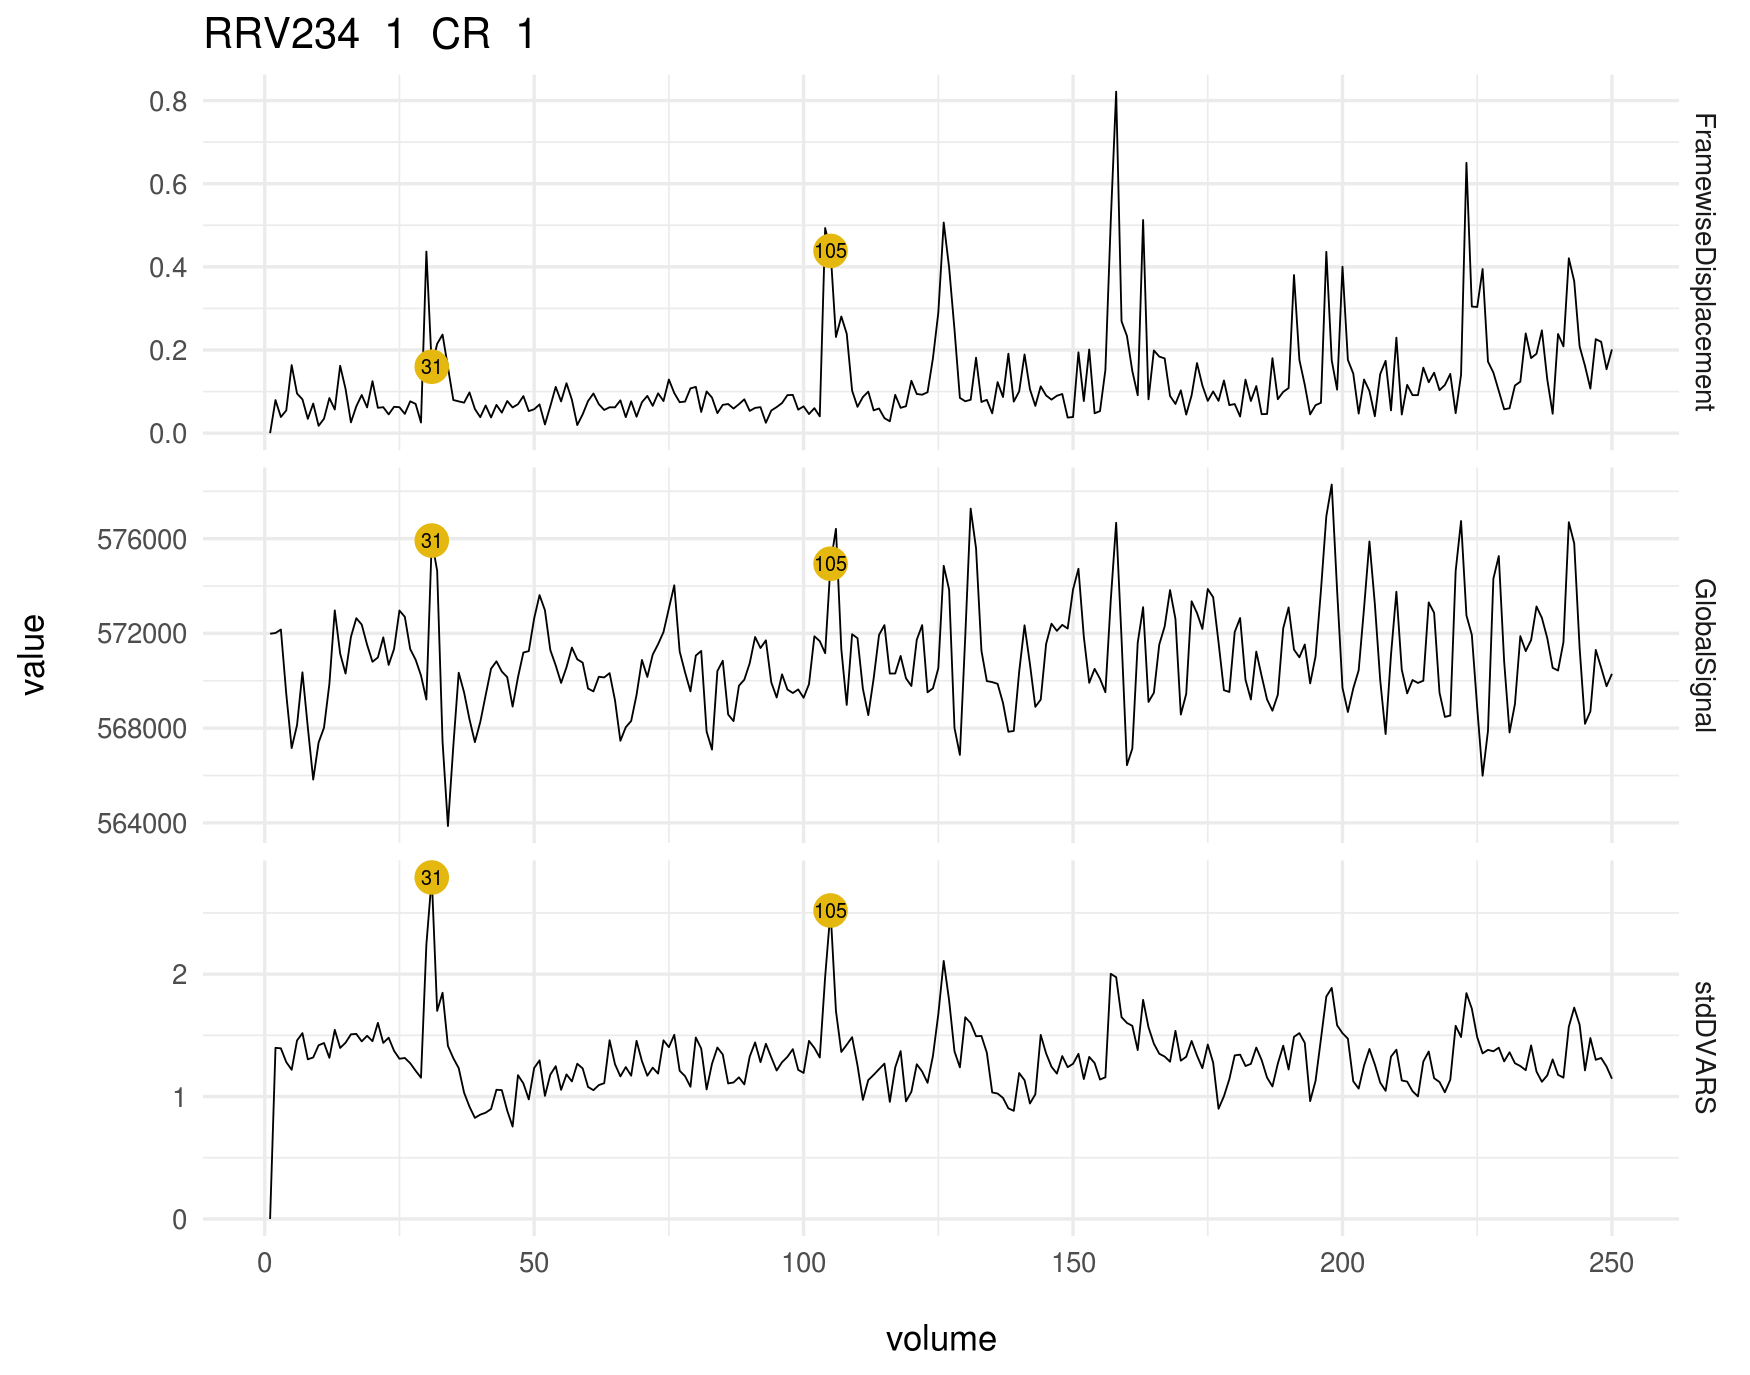 RRV234 1 CR 1
0.8
0.6
0.4
0.2
0.0
31
105
FramewiseDisplacement
576000
572000
568000
564000
31
105
GlobalSignal
value
2
1
0
31
105
stdDVARS
0 50 100 150 200 250
volume